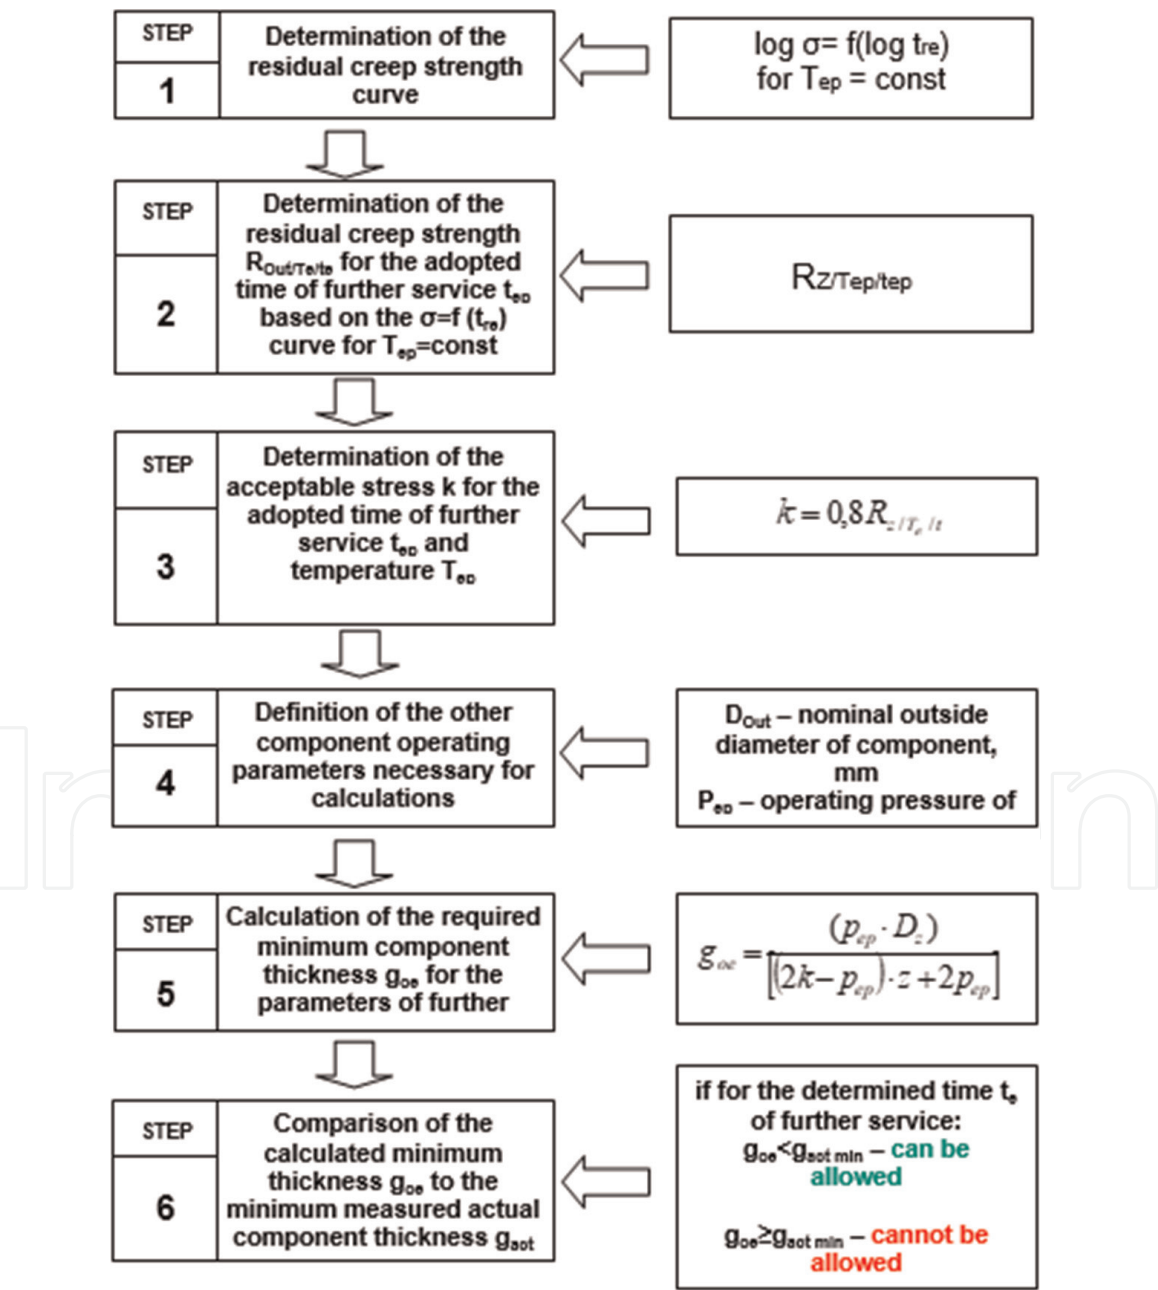 STEP
1
Determination of the
residual creep strength
curve
log σ= f(log tre)
for Tep = const
STEP
2
Determination of the
residual creep strength
ROut/Te/te for the adopted
time of further service tep
based on the σ=f (tre)
curve for Tep=const
RZ/Tep/tep
STEP
3
Determination of the
acceptable stress k for the
adopted time of further
service tep and
temperature Tep
k = 0,8 Rz/Te/t
STEP
4
Definition of the other
component operating
parameters necessary for
calculations
DOut – nominal outside
diameter of component,
mm
Pep – operating pressure of
STEP
5
Calculation of the required
minimum component
thickness goe for the
parameters of further
goe = (pep · Dz) / [(2k – pep) · z + 2pep]
STEP
6
Comparison of the
calculated minimum
thickness goe to the
minimum measured actual
component thickness gact
if for the determined time te
of further service:
goe<gact min – can be
allowed
goe≥gact min – cannot be
allowed